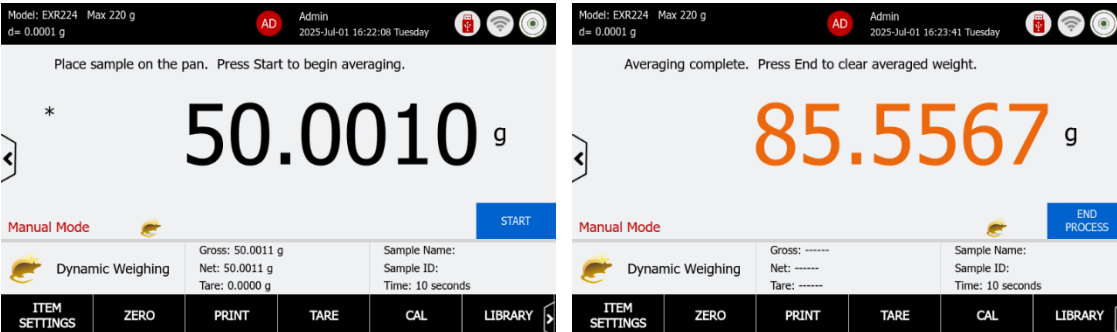 Model: EXR224 Max 220 g
d= 0.0001 g
AD
Admin
2025-Jul-01 16:22:08 Tuesday
Place sample on the pan. Press Start to begin averaging.
*
50.0010 g
Manual Mode
START
Dynamic Weighing
Gross: 50.0011 g
Net: 50.0011 g
Tare: 0.0000 g
Sample Name:
Sample ID:
Time: 10 seconds
ITEM SETTINGS
ZERO
PRINT
TARE
CAL
LIBRARY
Model: EXR224 Max 220 g
d= 0.0001 g
AD
Admin
2025-Jul-01 16:23:41 Tuesday
Averaging complete. Press End to clear averaged weight.
85.5567 g
Manual Mode
END
PROCESS
Dynamic Weighing
Gross: ------
Net: ------
Tare: ------
Sample Name:
Sample ID:
Time: 10 seconds
ITEM SETTINGS
ZERO
PRINT
TARE
CAL
LIBRARY